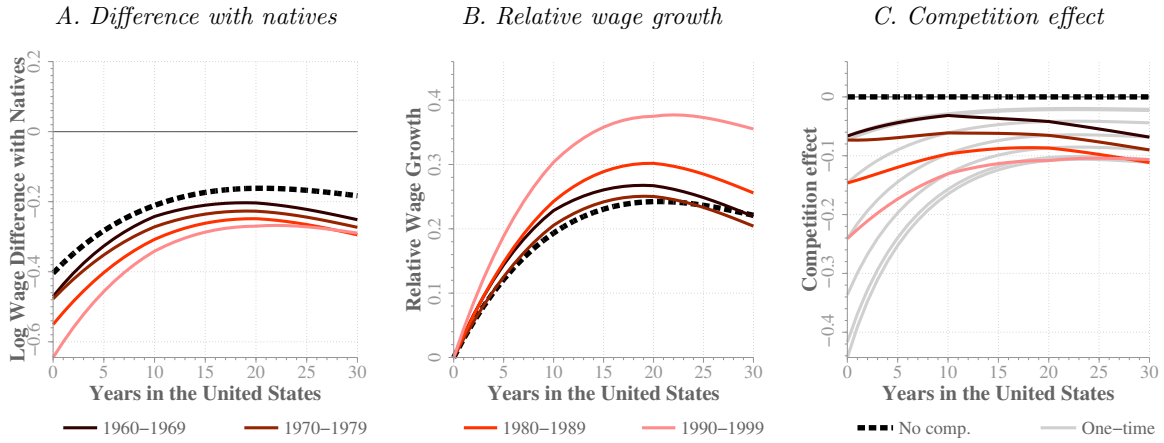 A. Difference with natives
B. Relative wage growth
C. Competition effect
Log Wage Difference with Natives
0.2
0
−0.2
−0.4
−0.6
0 5 10 15 20 25 30
Years in the United States
Relative Wage Growth
0.4
0.3
0.2
0.1
0
0 5 10 15 20 25 30
Years in the United States
Competition effect
0
−0.1
−0.2
−0.3
−0.4
0 5 10 15 20 25 30
Years in the United States
1960−1969
1970−1979
1980−1989
1990−1999
No comp.
One−time